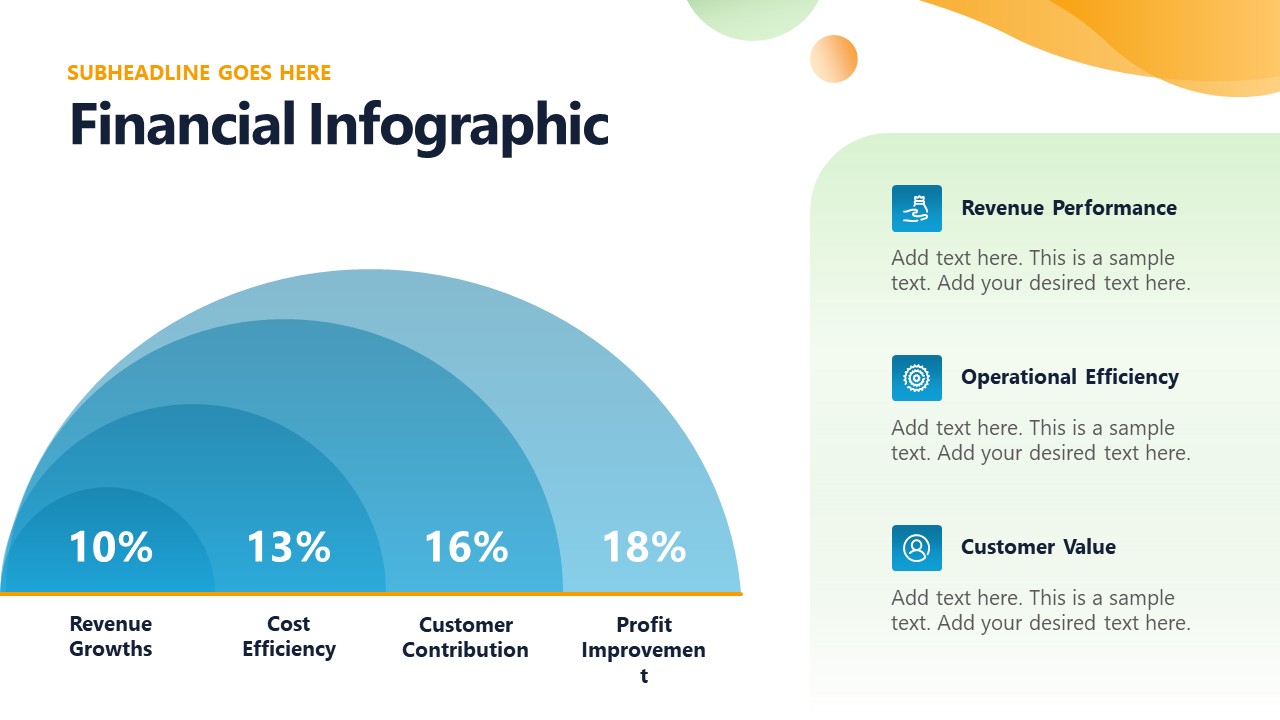 SUBHEADLINE GOES HERE
Financial Infographic
10%
13%
16%
18%
Revenue
Growths
Cost
Efficiency
Customer
Contribution
Profit
Improvemen
t
Revenue Performance
Add text here. This is a sample
text. Add your desired text here.
Operational Efficiency
Add text here. This is a sample
text. Add your desired text here.
Customer Value
Add text here. This is a sample
text. Add your desired text here.